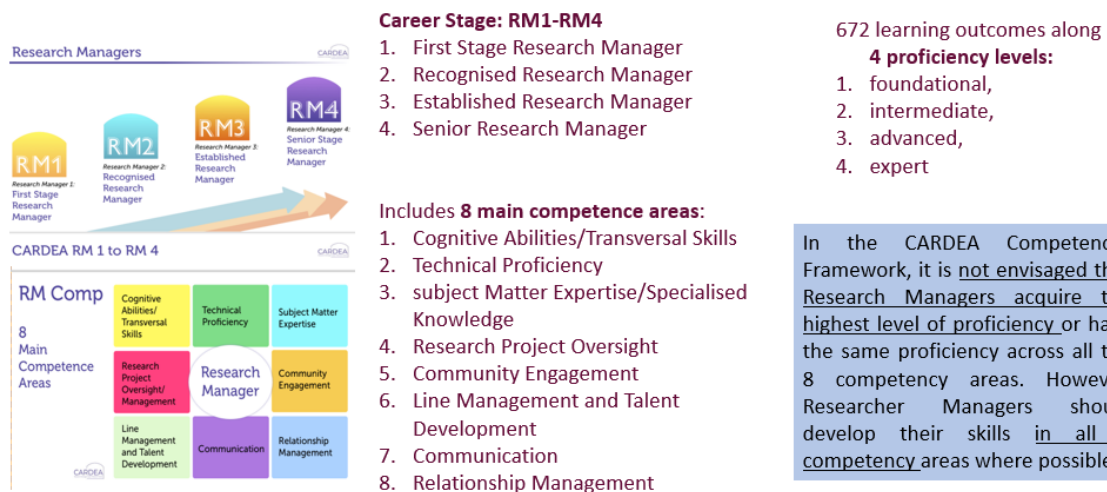 Research Managers
CARDEA
RM1
Research Manager 1:
First Stage
Research
Manager
RM2
Research Manager 2:
Recognised
Research
Manager
RM3
Research Manager 3:
Established
Research
Manager
RM4
Research Manager 4:
Senior Stage
Research
Manager
CARDEA RM 1 to RM 4
CARDEA
RM Comp
8
Main
Competence
Areas
Cognitive
Abilities/
Transversal
Skills
Technical
Proficiency
Subject Matter
Expertise
Research
Project
Oversight/
Management
Research
Manager
Community
Engagement
Line
Management
and Talent
Development
Communication
Relationship
Management
CARDEA
Career Stage: RM1-RM4
1. First Stage Research Manager
2. Recognised Research Manager
3. Established Research Manager
4. Senior Research Manager
Includes 8 main competence areas:
1. Cognitive Abilities/Transversal Skills
2. Technical Proficiency
3. subject Matter Expertise/Specialised
Knowledge
4. Research Project Oversight
5. Community Engagement
6. Line Management and Talent
Development
7. Communication
8. Relationship Management
672 learning outcomes along
4 proficiency levels:
1. foundational,
2. intermediate,
3. advanced,
4. expert
In the CARDEA
Framework, it is not envisaged
Research Managers acquire
highest level of proficiency or
the same proficiency across all
8 competency areas.
Researcher Managers
develop their skills in all
competency areas where possible